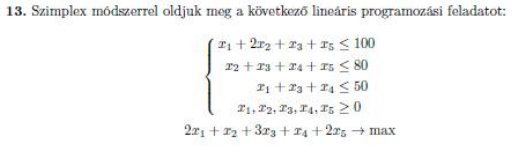 13. Szimplex módszerrel oldjuk meg a következő lineáris programozási feladatot:
x₁ + 2x₂ + x₃ + x₅ ≤ 100
x₂ + x₃ + x₄ + x₅ ≤ 80
x₁ + x₃ + x₄ ≤ 50
x₁, x₂, x₃, x₄, x₅ ≥ 0
2x₁ + x₂ + 3x₃ + x₄ + 2x₅ → max